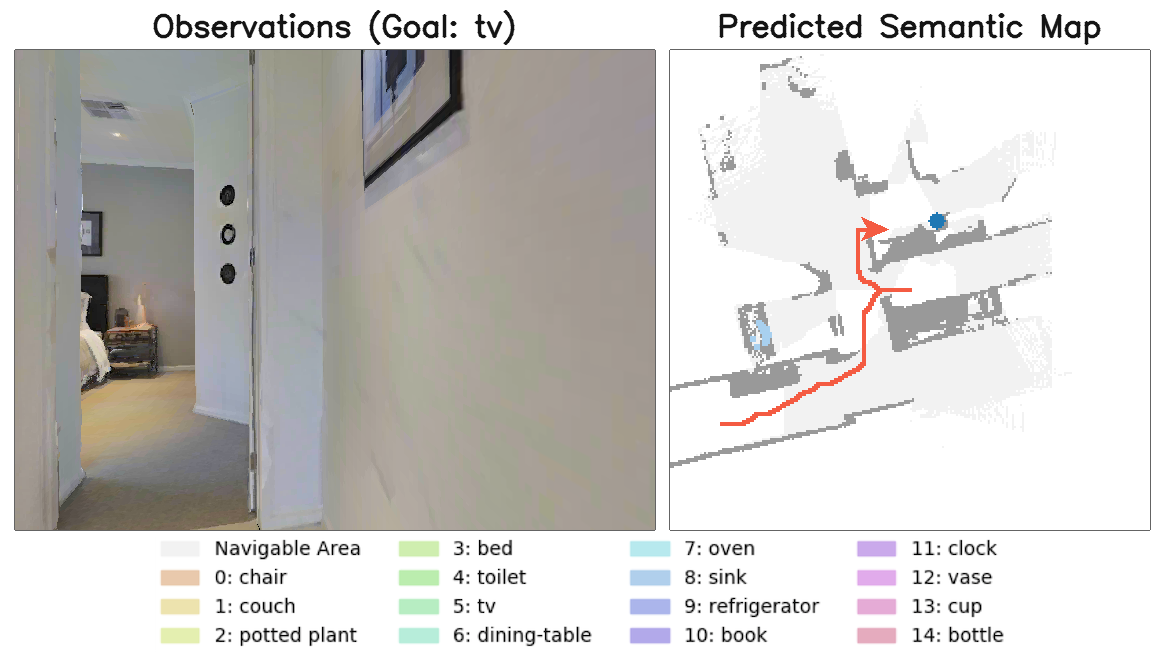 Observations (Goal: tv)
Predicted Semantic Map
Navigable Area
0: chair
1: couch
2: potted plant
3: bed
4: toilet
5: tv
6: dining-table
7: oven
8: sink
9: refrigerator
10: book
11: clock
12: vase
13: cup
14: bottle